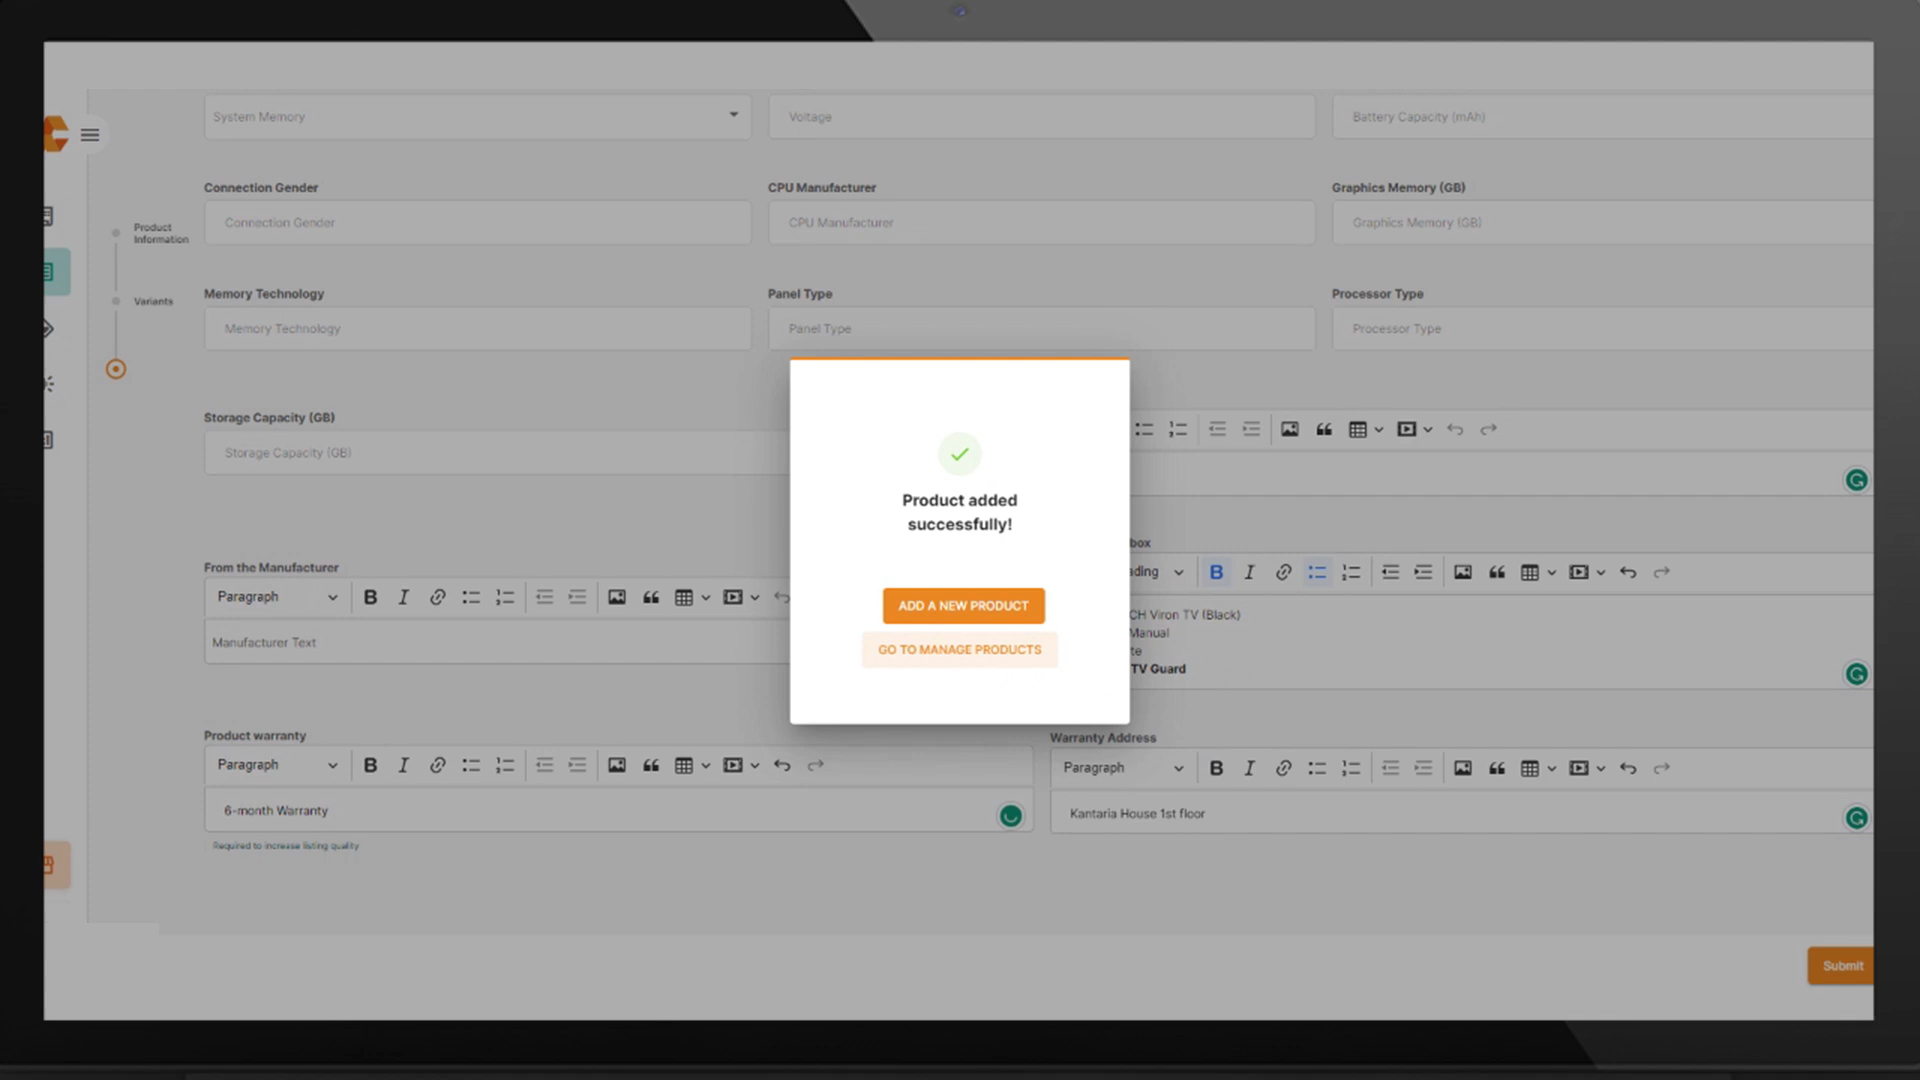 System Memory
Voltage
Battery Capacity (mAh)
Connection Gender
CPU Manufacturer
Graphics Memory (GB)
Connection Gender
CPU Manufacturer
Graphics Memory (GB)
Product
Information
Variants
Memory Technology
Panel Type
Processor Type
Memory Technology
Panel Type
Processor Type
Storage Capacity (GB)
Storage Capacity (GB)
Product added
successfully!
ADD A NEW PRODUCT
GO TO MANAGE PRODUCTS
box
ading
CH Viron TV (Black)
Manual
te
TV Guard
From the Manufacturer
Paragraph
Manufacturer Text
Product warranty
Paragraph
6-month Warranty
Required to increase listing quality
Warranty Address
Paragraph
Kantaria House 1st floor
Submit